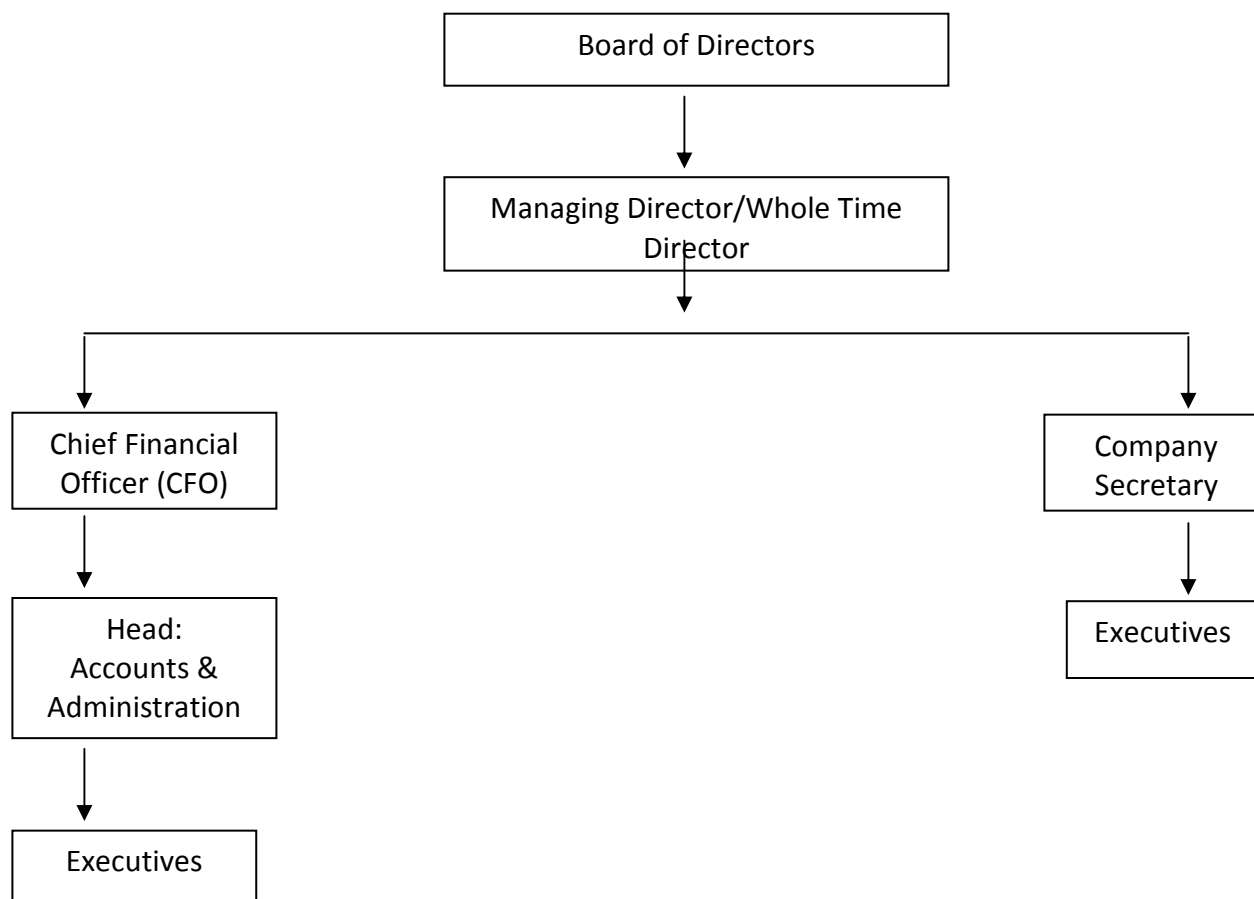 Board of Directors
Managing Director/Whole Time
Director
Chief Financial
Officer (CFO)
Company
Secretary
Head:
Accounts &
Administration
Executives
Executives